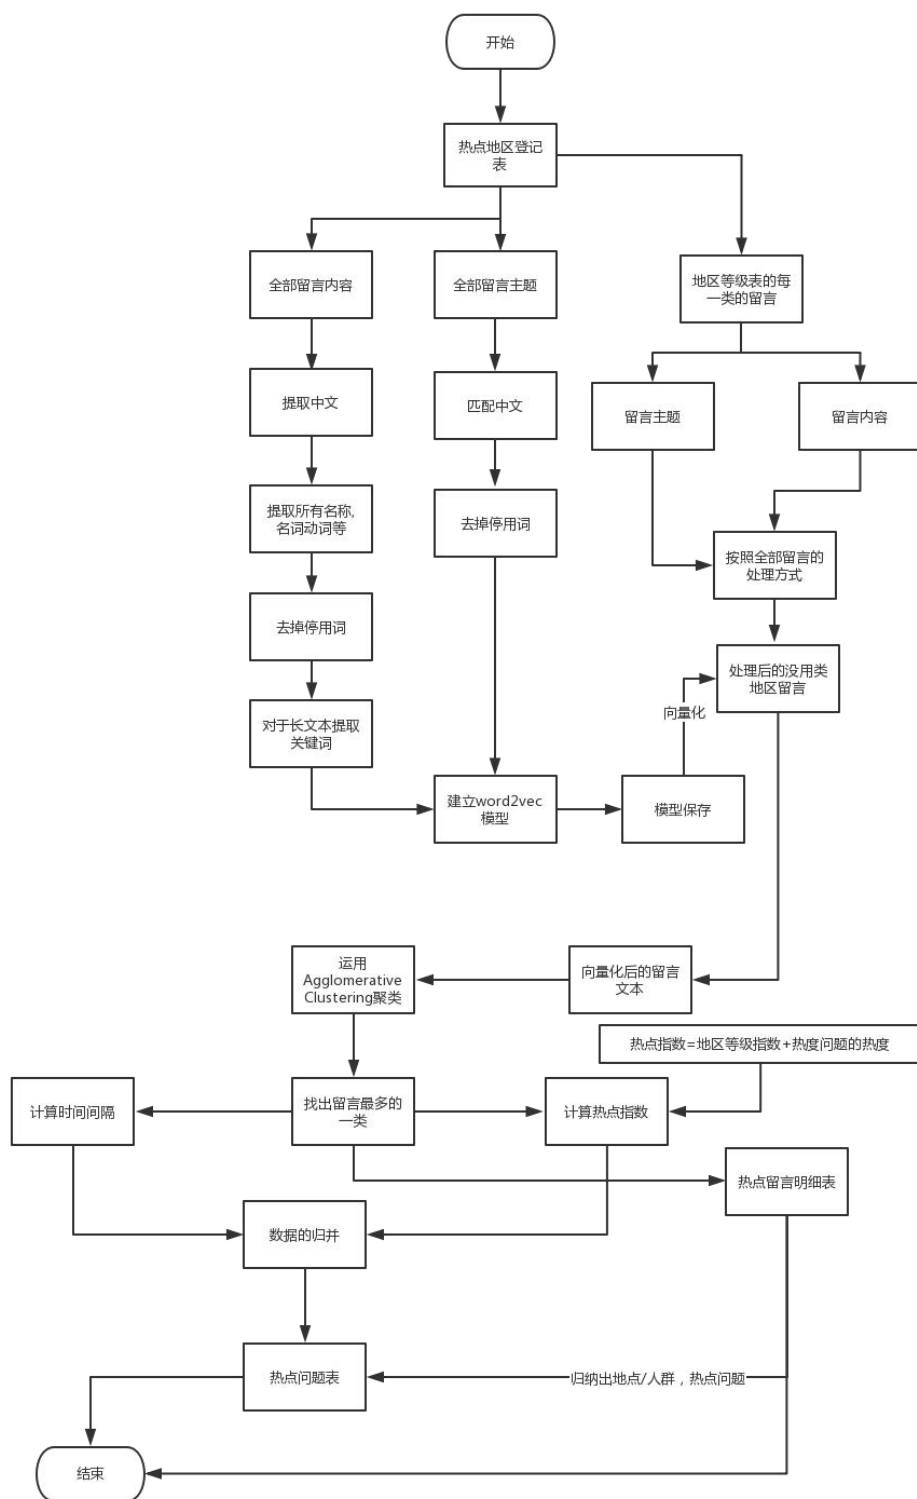 开始
热点地区登记
表
全部留言内容
全部留言主题
地区等级表的每
一类的留言
提取中文
匹配中文
留言主题
留言内容
提取所有名称,
名词动词等
去掉停用词
按照全部留言的
处理方式
去掉停用词
处理后的没用类
地区留言
向量化
对于长文本提取
关键词
建立word2vec
模型
模型保存
运用
Agglomerative
Clustering聚类
向量化后的留言
文本
热点指数=地区等级指数+热度问题的热度
计算时间间隔
找出留言最多的
一类
计算热点指数
热点留言明细表
数据的归并
热点问题表
归纳出地点/人群，热点问题
结束